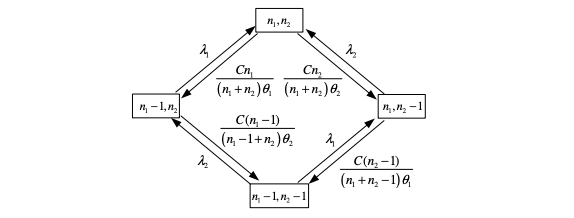 n₁, n₂
λ₁
λ₂
Cn₁ / (n₁ + n₂)θ₁
Cn₂ / (n₁ + n₂)θ₂
n₁ − 1, n₂
n₁, n₂ − 1
C(n₁ − 1) / (n₁ − 1 + n₂)θ₂
λ₁
λ₂
C(n₂ − 1) / (n₁ + n₂ − 1)θ₁
n₁ − 1, n₂ − 1